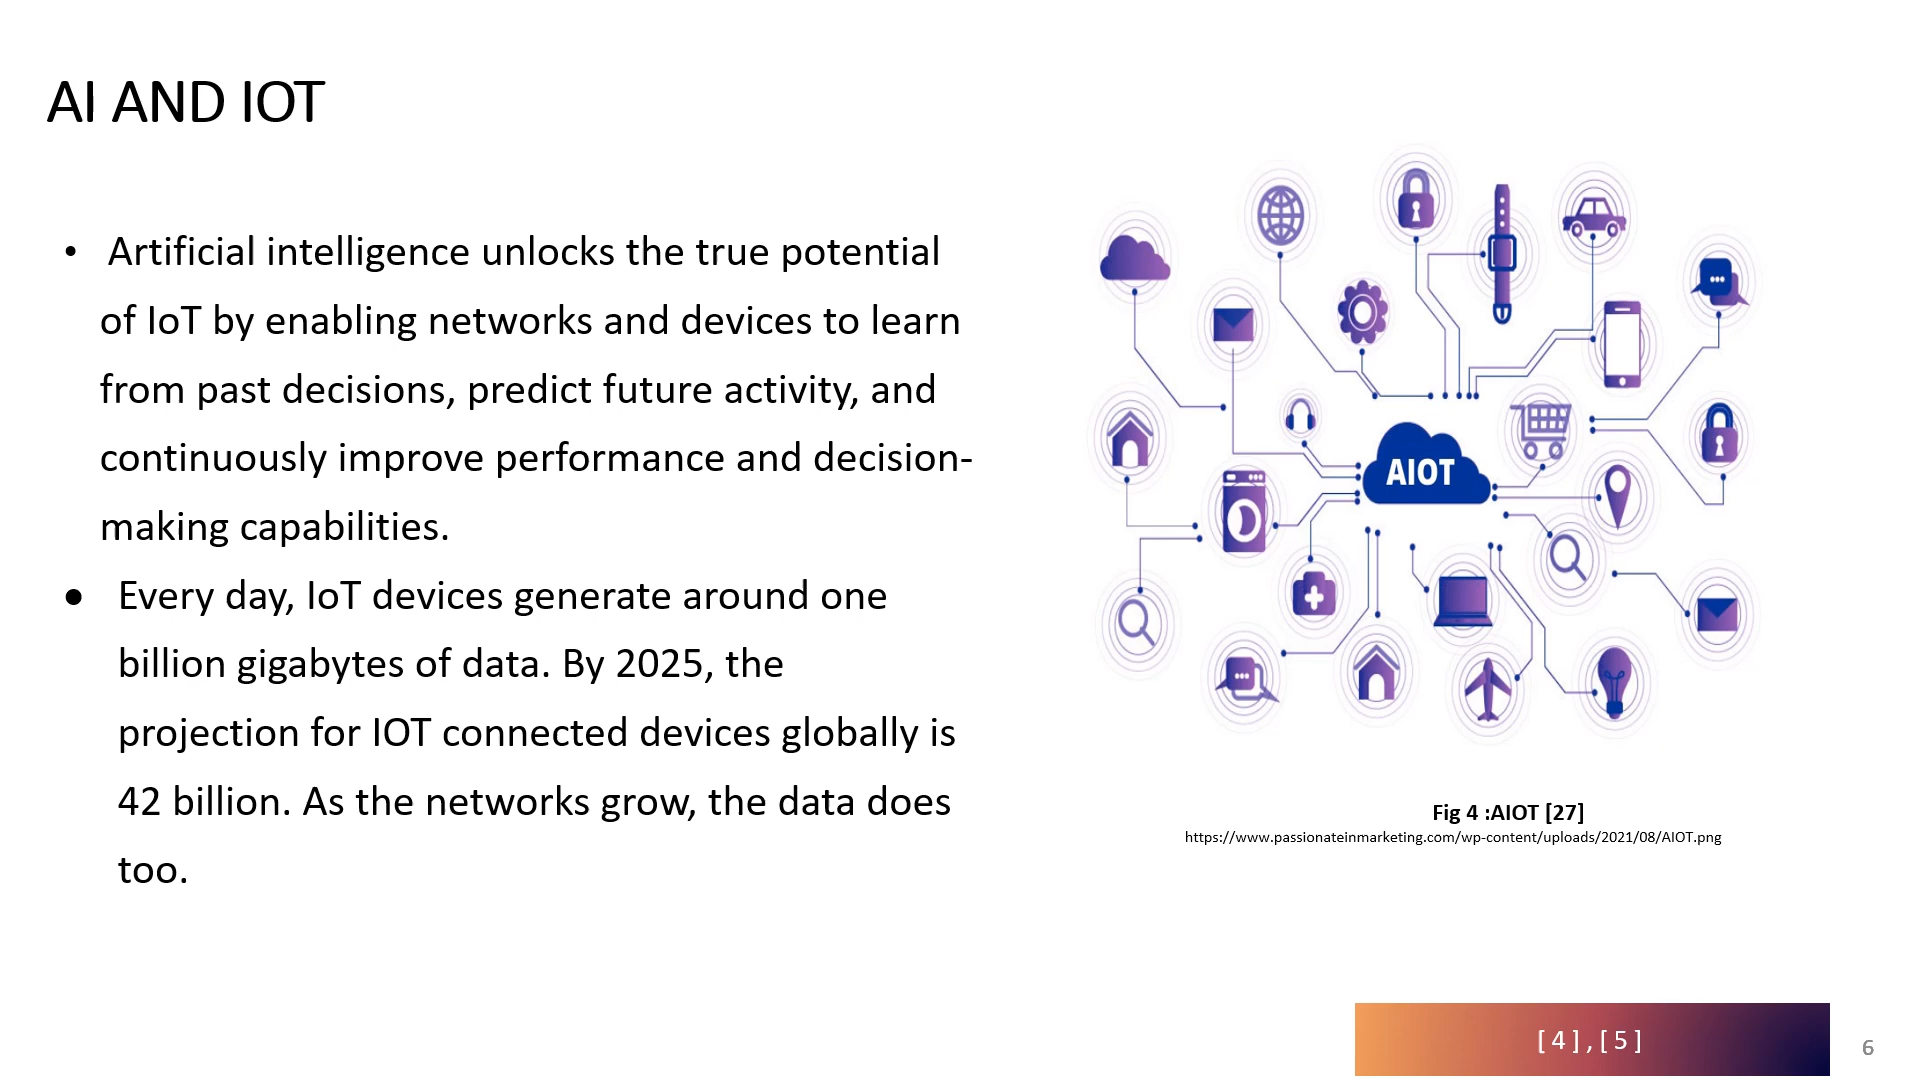 AI AND IOT
• Artificial intelligence unlocks the true potential
of IoT by enabling networks and devices to learn
from past decisions, predict future activity, and
continuously improve performance and decision-
making capabilities.
● Every day, IoT devices generate around one
billion gigabytes of data. By 2025, the
projection for IOT connected devices globally is
42 billion. As the networks grow, the data does
too.
AIOT
Fig 4 :AIOT [27]
https://www.passionateinmarketing.com/wp-content/uploads/2021/08/AIOT.png
[4],[5]
6